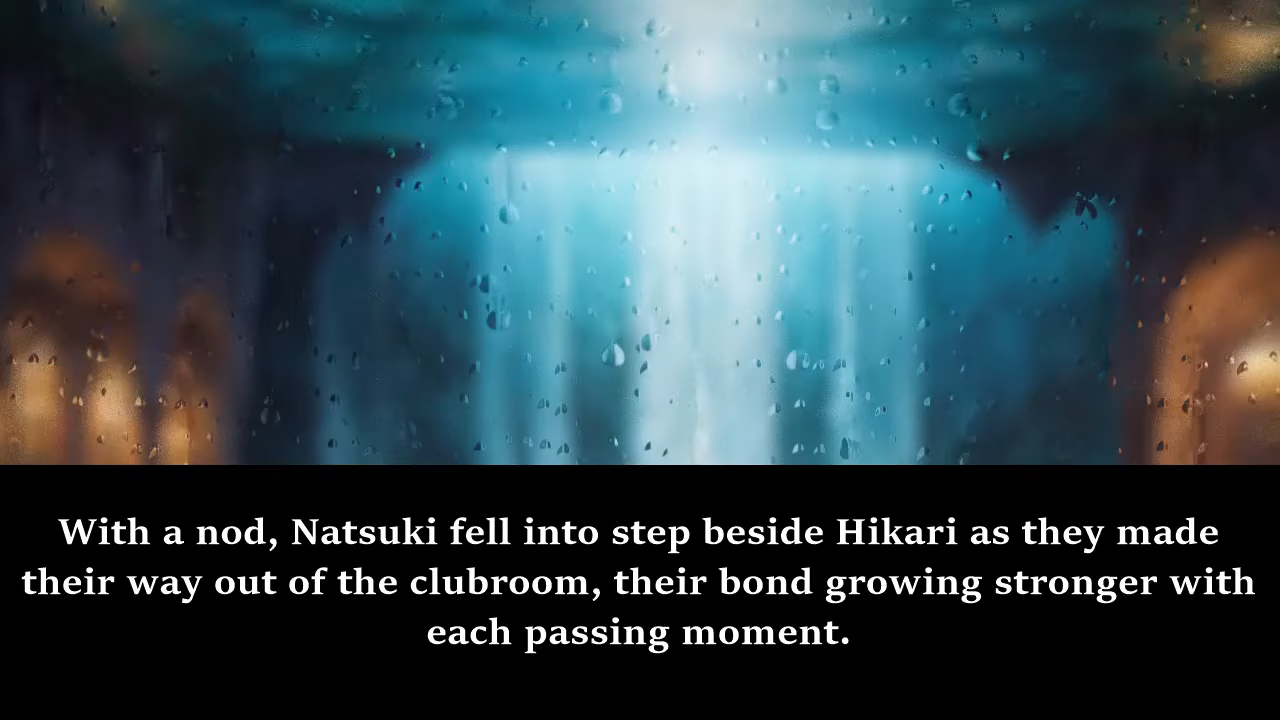 With a nod, Natsuki fell into step beside Hikari as they made
their way out of the clubroom, their bond growing stronger with
each passing moment.